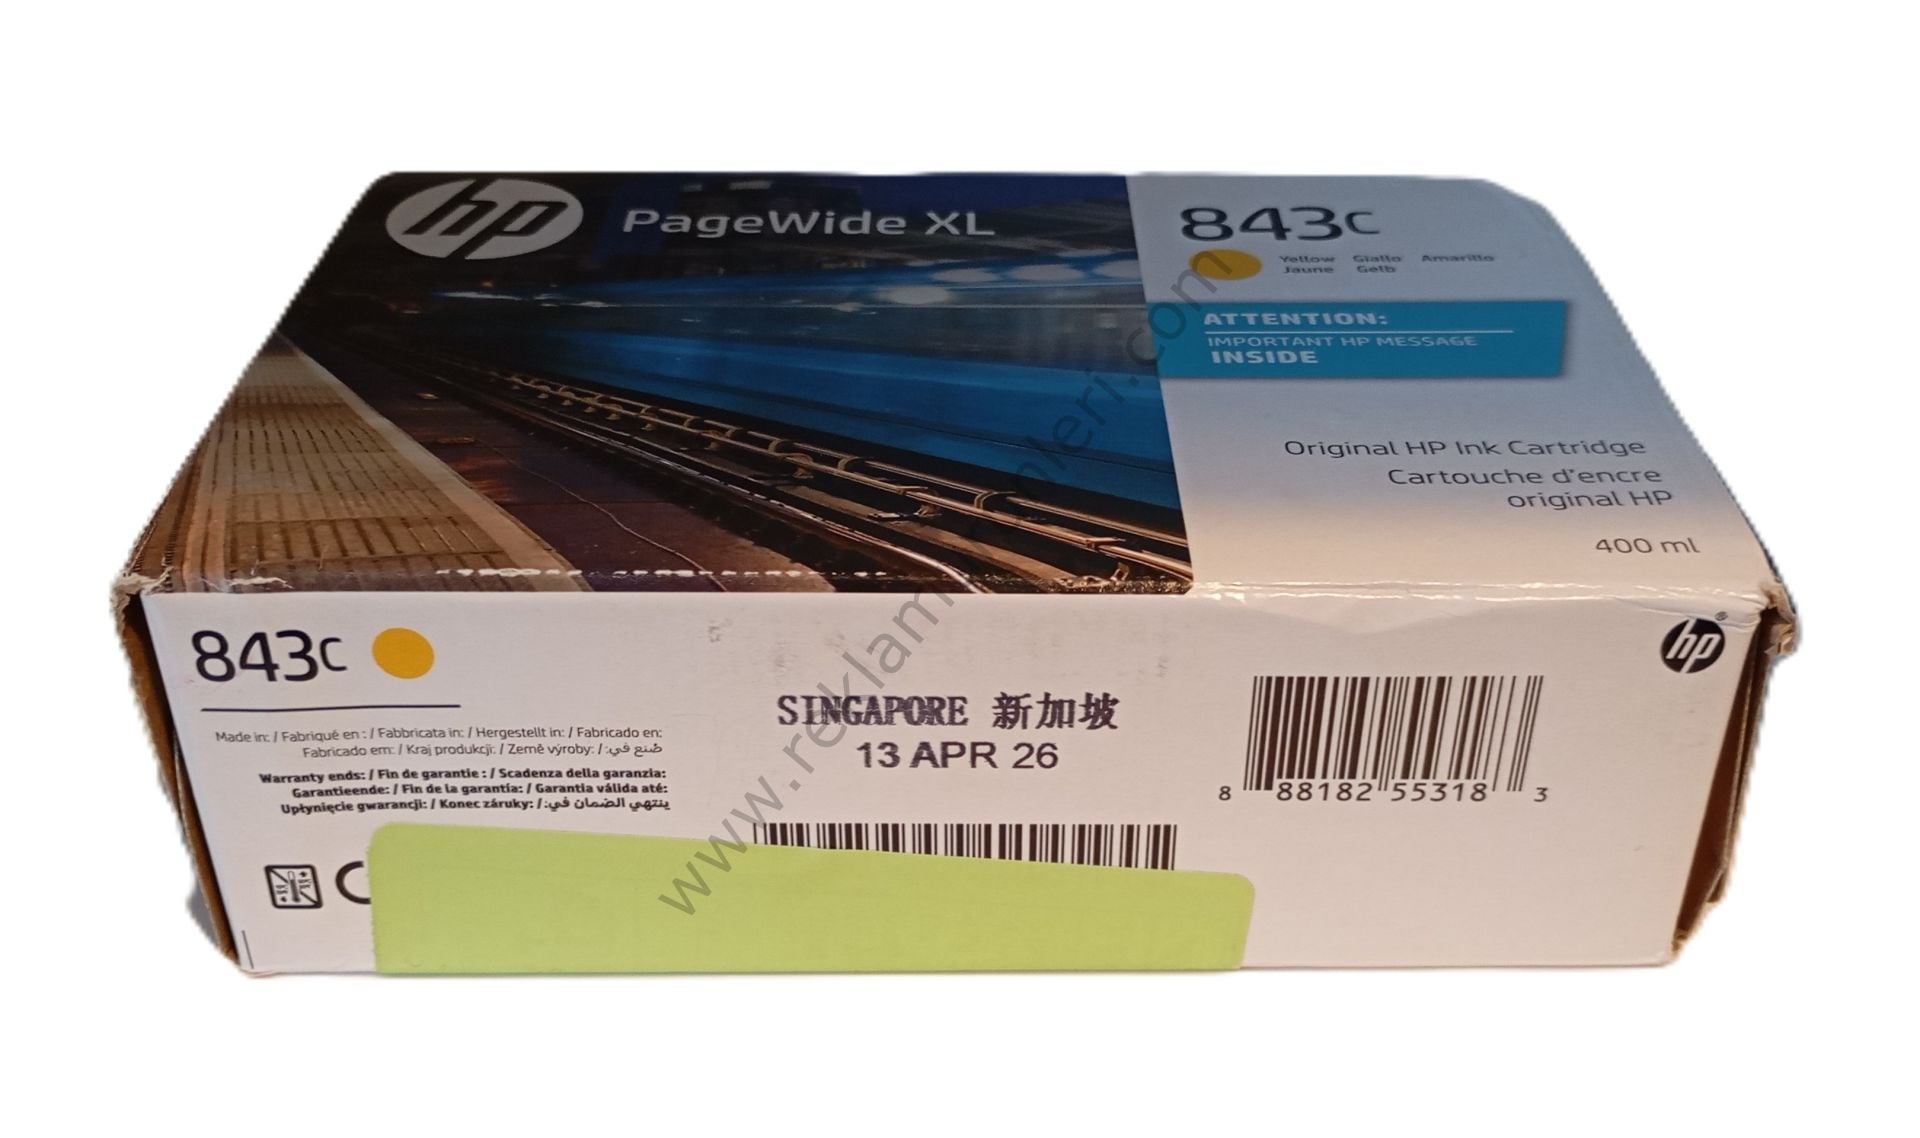 hp PageWide XL
843C
Yellow Giallo Amarillo
Jaune Gelb
ATTENTION:
IMPORTANT HP MESSAGE
INSIDE
Original HP Ink Cartridge
Cartouche d'encre
original HP
400 ml
843C
hp
Made in: / Fabriqué en : / Fabbricata in: / Hergestellt in: / Fabricado en:
Fabricado em: / Kraj produkcji: / Země výroby: / صُنع في:
Warranty ends: / Fin de garantie : / Scadenza della garanzia:
Garantieende: / Fin de la garantía: / Garantia válida até:
Upłynięcie gwarancji: / Konec záruky: / ينتهي الضمان في:
SINGAPORE 新加坡
13 APR 26
8 88182 55318 3